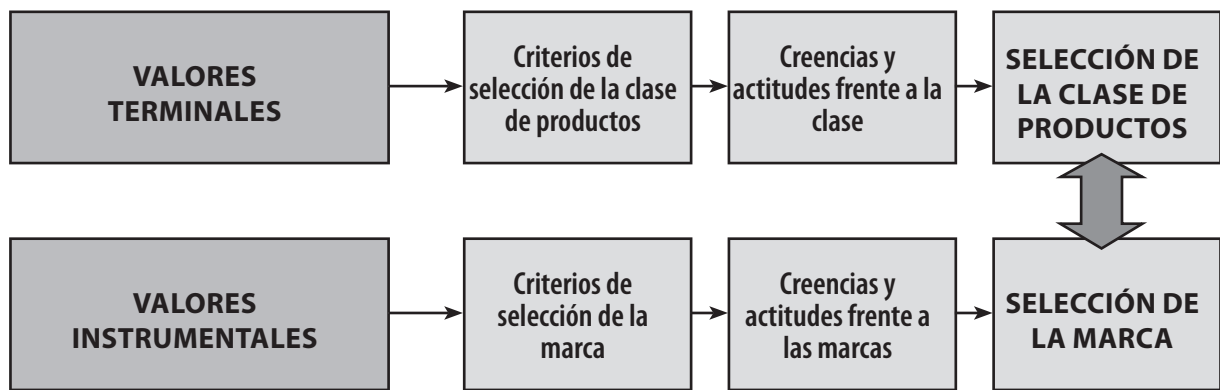 VALORES
TERMINALES
Criterios de
selección de la clase
de productos
Creencias y
actitudes frente a la
clase
SELECCIÓN DE
LA CLASE DE
PRODUCTOS
VALORES
INSTRUMENTALES
Criterios de
selección de la
marca
Creencias y
actitudes frente a
las marcas
SELECCIÓN DE
LA MARCA